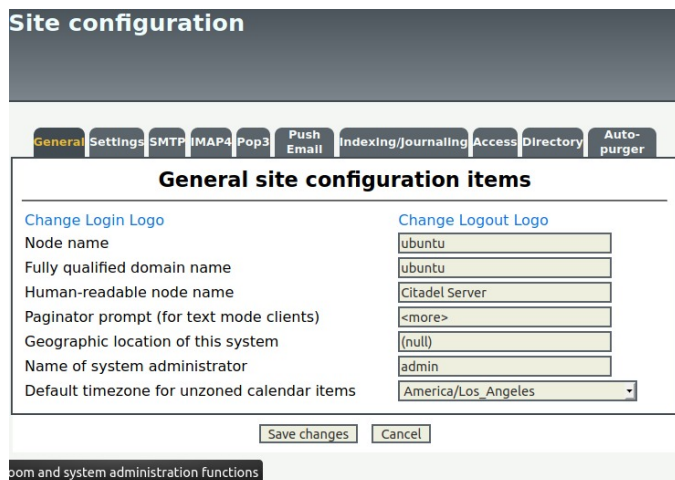 Site configuration
General Settings SMTP IMAP4 Pop3 Push Email Indexing/Journaling Access Directory Auto-purger
General site configuration items
Change Login Logo Change Logout Logo
Node name ubuntu
Fully qualified domain name ubuntu
Human-readable node name Citadel Server
Paginator prompt (for text mode clients) <more>
Geographic location of this system (null)
Name of system administrator admin
Default timezone for unzoned calendar items America/Los_Angeles
Save changes Cancel
oom and system administration functions